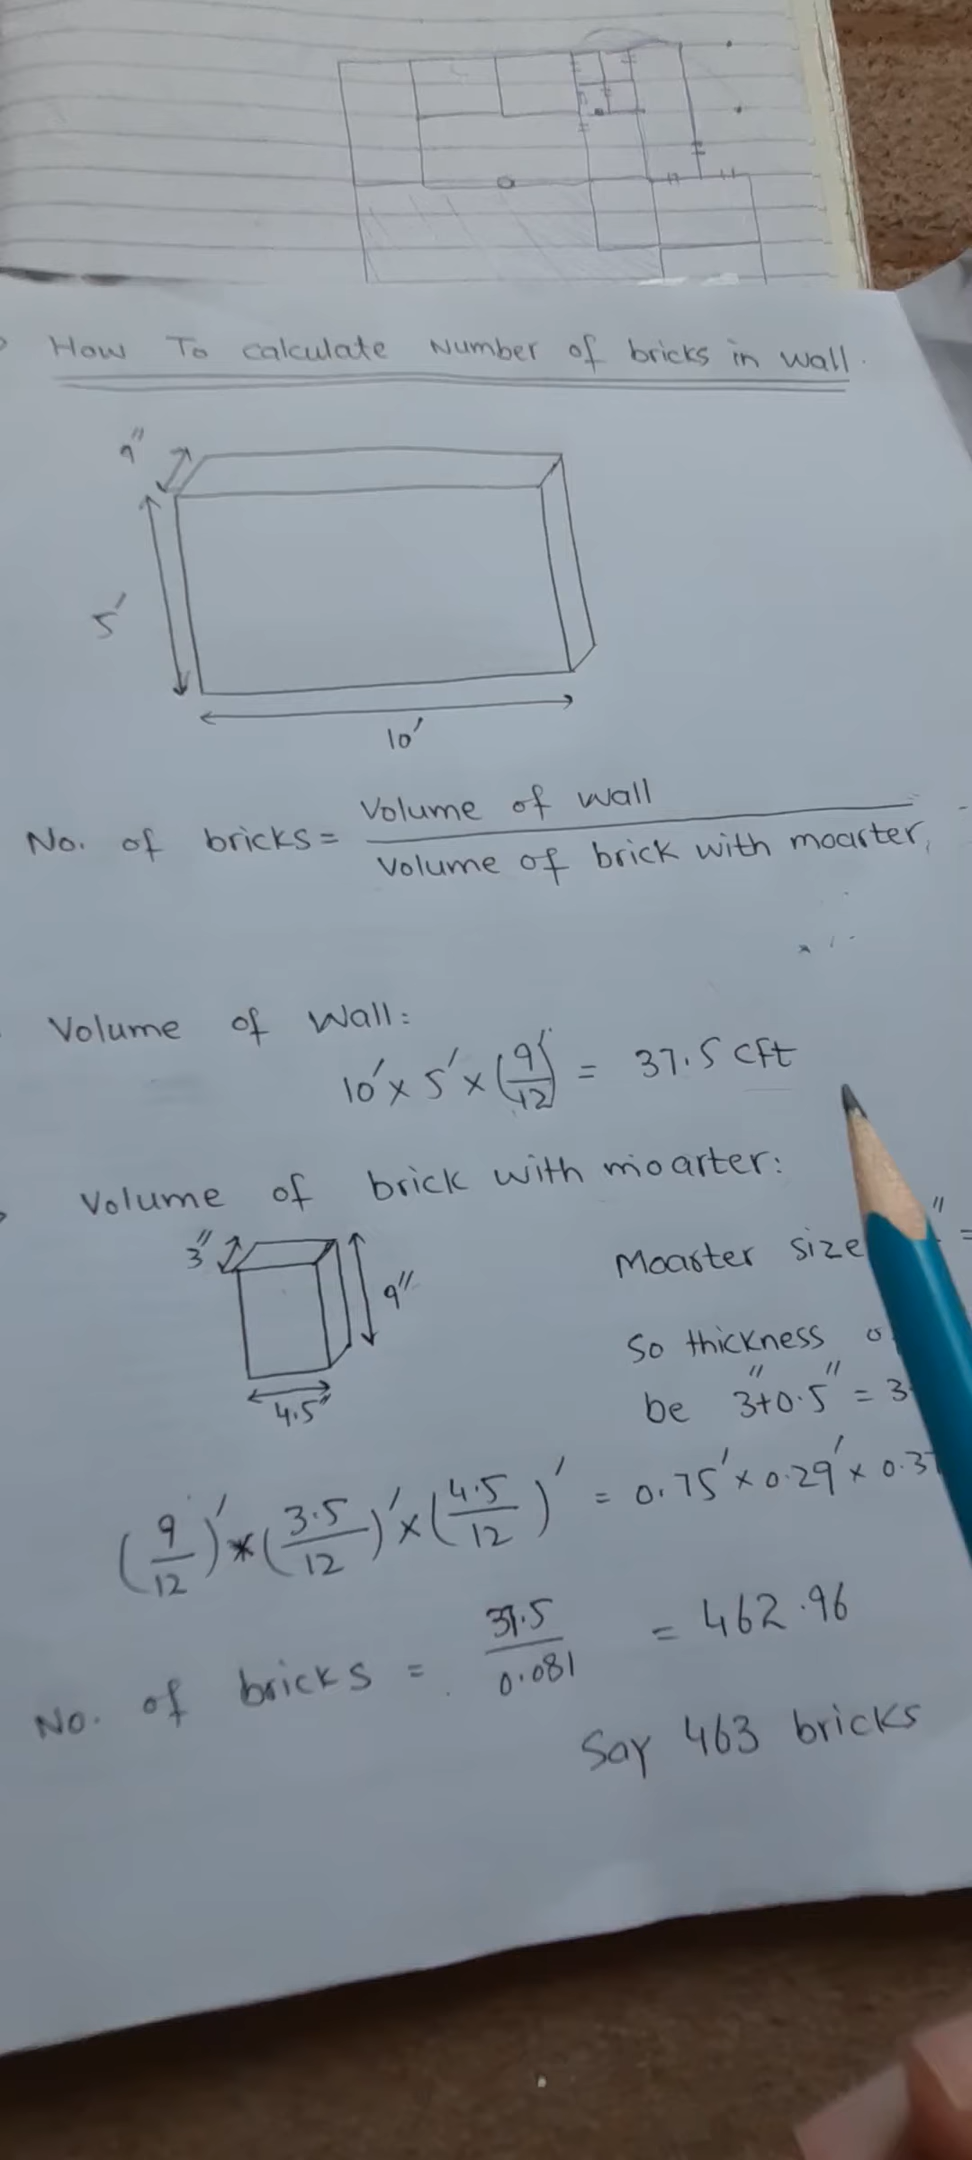 How To calculate Number of bricks in wall.
9"
5'
10'
No. of bricks = Volume of wall
Volume of brick with moarter,
Volume of Wall:
10' x 5' x (9/12)' = 37.5 cft
Volume of brick with moarter:
3"
9"
4.5"
Moarter size " =
So thickness
be 3"+0.5" = 3
(9/12)' x (3.5/12)' x (4.5/12)' = 0.75' x 0.29' x 0.37
No. of bricks = 37.5/0.081 = 462.96
Say 463 bricks